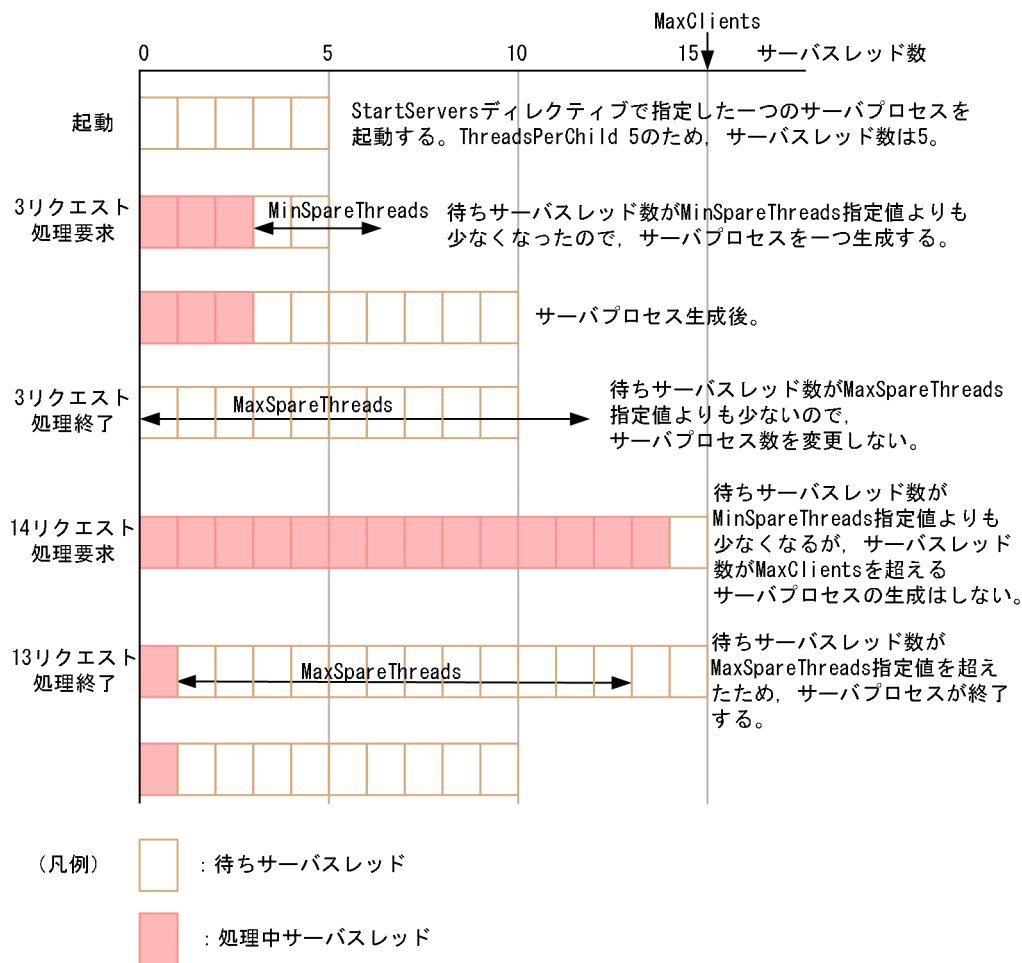 MaxClients
0 5 10 15 サーバスレッド数
起動
StartServersディレクティブで指定した一つのサーバプロセスを
起動する。ThreadsPerChild 5のため，サーバスレッド数は5。
3リクエスト
処理要求
MinSpareThreads
待ちサーバスレッド数がMinSpareThreads指定値よりも
少なくなったので，サーバプロセスを一つ生成する。
サーバプロセス生成後。
3リクエスト
処理終了
MaxSpareThreads
待ちサーバスレッド数がMaxSpareThreads
指定値よりも少ないので，
サーバプロセス数を変更しない。
14リクエスト
処理要求
待ちサーバスレッド数が
MinSpareThreads指定値よりも
少なくなるが，サーバスレッド
数がMaxClientsを超える
サーバプロセスの生成はしない。
13リクエスト
処理終了
MaxSpareThreads
待ちサーバスレッド数が
MaxSpareThreads指定値を超え
たため，サーバプロセスが終了
する。
（凡例）
：待ちサーバスレッド
：処理中サーバスレッド